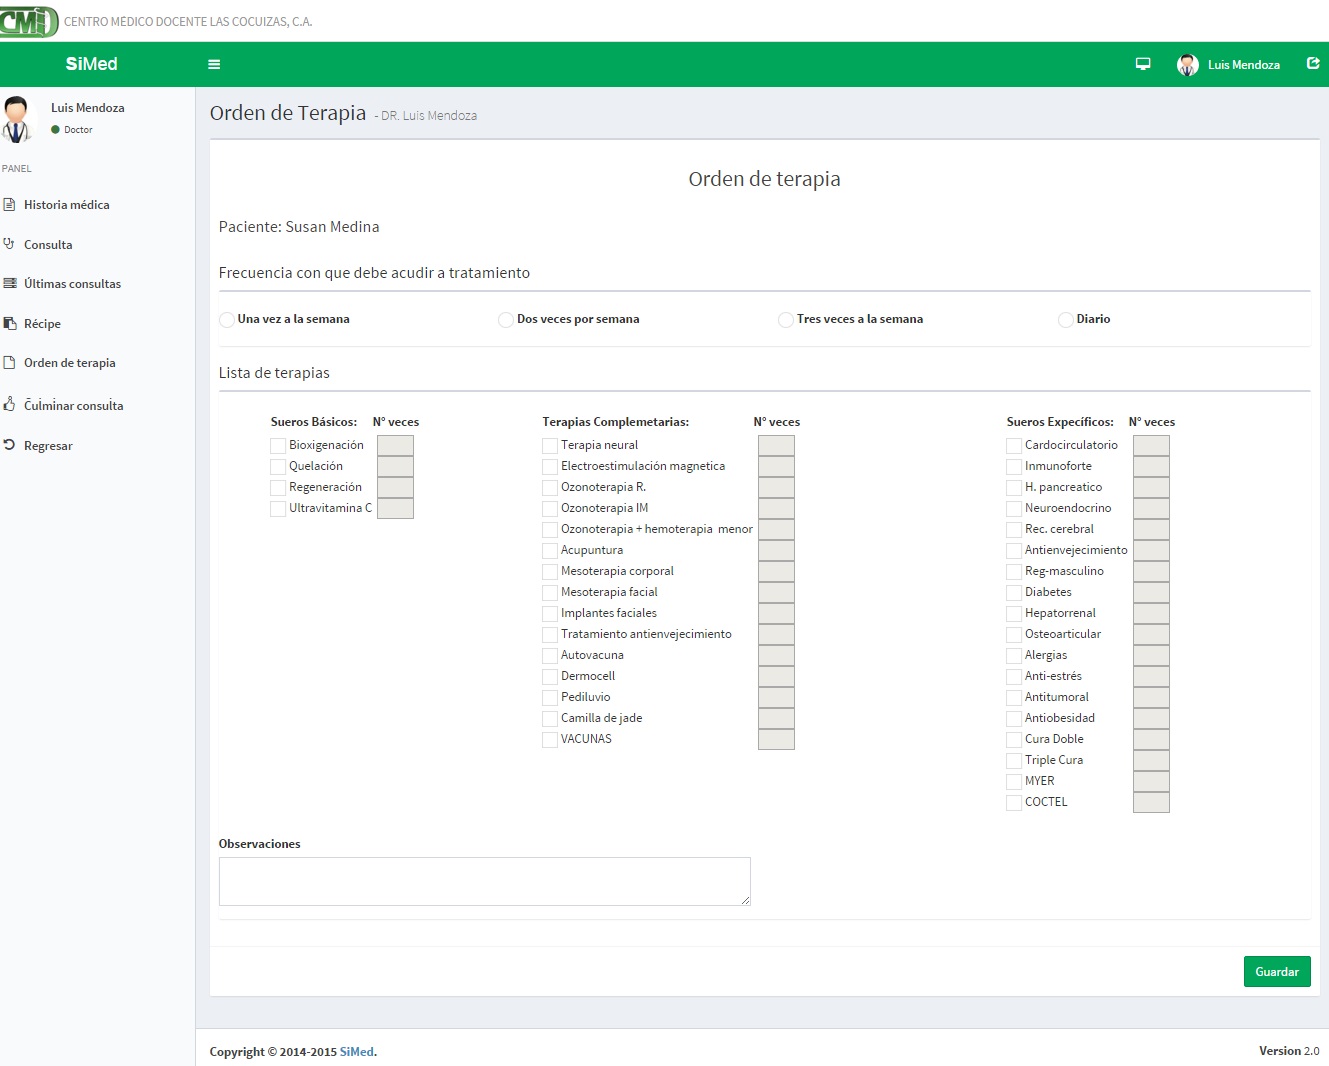 CMi CENTRO MÉDICO DOCENTE LAS COCUIZAS, C.A.
SiMed
Luis Mendoza
Luis Mendoza
Doctor
PANEL
Historia médica
Consulta
Últimas consultas
Récipe
Orden de terapia
Culminar consulta
Regresar
Orden de Terapia - DR. Luis Mendoza
Orden de terapia
Paciente: Susan Medina
Frecuencia con que debe acudir a tratamiento
Una vez a la semana Dos veces por semana Tres veces a la semana Diario
Lista de terapias
Sueros Básicos: N° veces
Bioxigenación
Quelación
Regeneración
Ultravitamina C
Terapias Complemetarias: N° veces
Terapia neural
Electroestimulación magnetica
Ozonoterapia R.
Ozonoterapia IM
Ozonoterapia + hemoterapia menor
Acupuntura
Mesoterapia corporal
Mesoterapia facial
Implantes faciales
Tratamiento antienvejecimiento
Autovacuna
Dermocell
Pediluvio
Camilla de jade
VACUNAS
Sueros Expecíficos: N° veces
Cardocirculatorio
Inmunoforte
H. pancreatico
Neuroendocrino
Rec. cerebral
Antienvejecimiento
Reg-masculino
Diabetes
Hepatorrenal
Osteoarticular
Alergias
Anti-estrés
Antitumoral
Antiobesidad
Cura Doble
Triple Cura
MYER
COCTEL
Observaciones
Guardar
Copyright © 2014-2015 SiMed.
Version 2.0